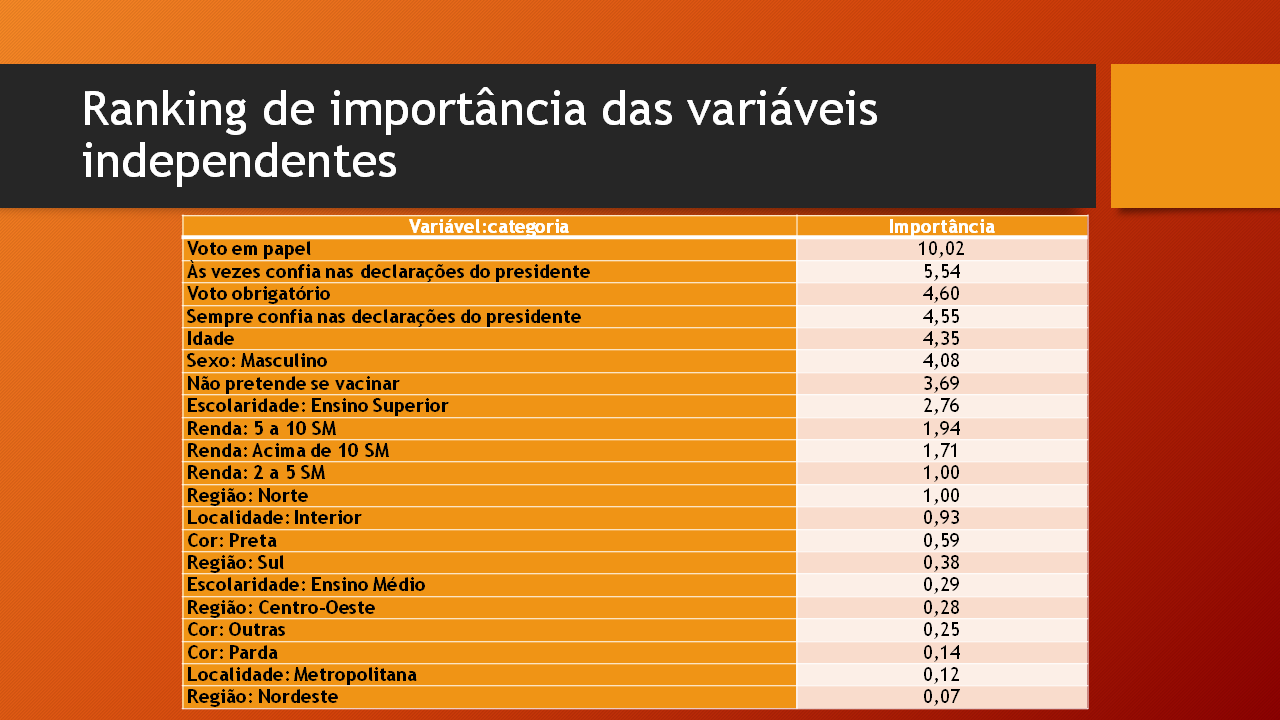 Ranking de importância das variáveis
independentes
Variável:categoria Importância
Voto em papel 10,02
Às vezes confia nas declarações do presidente 5,54
Voto obrigatório 4,60
Sempre confia nas declarações do presidente 4,55
Idade 4,35
Sexo: Masculino 4,08
Não pretende se vacinar 3,69
Escolaridade: Ensino Superior 2,76
Renda: 5 a 10 SM 1,94
Renda: Acima de 10 SM 1,71
Renda: 2 a 5 SM 1,00
Região: Norte 1,00
Localidade: Interior 0,93
Cor: Preta 0,59
Região: Sul 0,38
Escolaridade: Ensino Médio 0,29
Região: Centro-Oeste 0,28
Cor: Outras 0,25
Cor: Parda 0,14
Localidade: Metropolitana 0,12
Região: Nordeste 0,07